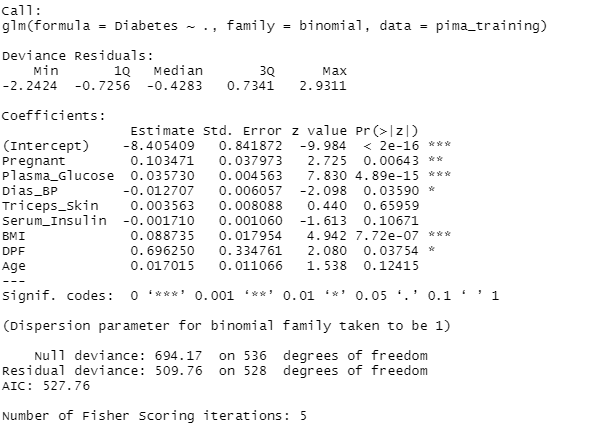 Call:
glm(formula = Diabetes ~ ., family = binomial, data = pima_training)

Deviance Residuals:
    Min       1Q   Median       3Q      Max
-2.2424  -0.7256  -0.4283   0.7341   2.9311

Coefficients:
                Estimate Std. Error z value Pr(>|z|)
(Intercept)    -8.405409   0.841872  -9.984  < 2e-16 ***
Pregnant        0.103471   0.037973   2.725  0.00643 **
Plasma_Glucose  0.035730   0.004563   7.830 4.89e-15 ***
Dias_BP        -0.012707   0.006057  -2.098  0.03590 *
Triceps_Skin    0.003563   0.008088   0.440  0.65959
Serum_Insulin  -0.001710   0.001060  -1.613  0.10671
BMI             0.088735   0.017954   4.942 7.72e-07 ***
DPF             0.696250   0.334761   2.080  0.03754 *
Age             0.017015   0.011066   1.538  0.12415
---
Signif. codes:  0 ‘***’ 0.001 ‘**’ 0.01 ‘*’ 0.05 ‘.’ 0.1 ‘ ’ 1

(Dispersion parameter for binomial family taken to be 1)

    Null deviance: 694.17  on 536  degrees of freedom
Residual deviance: 509.76  on 528  degrees of freedom
AIC: 527.76

Number of Fisher Scoring iterations: 5